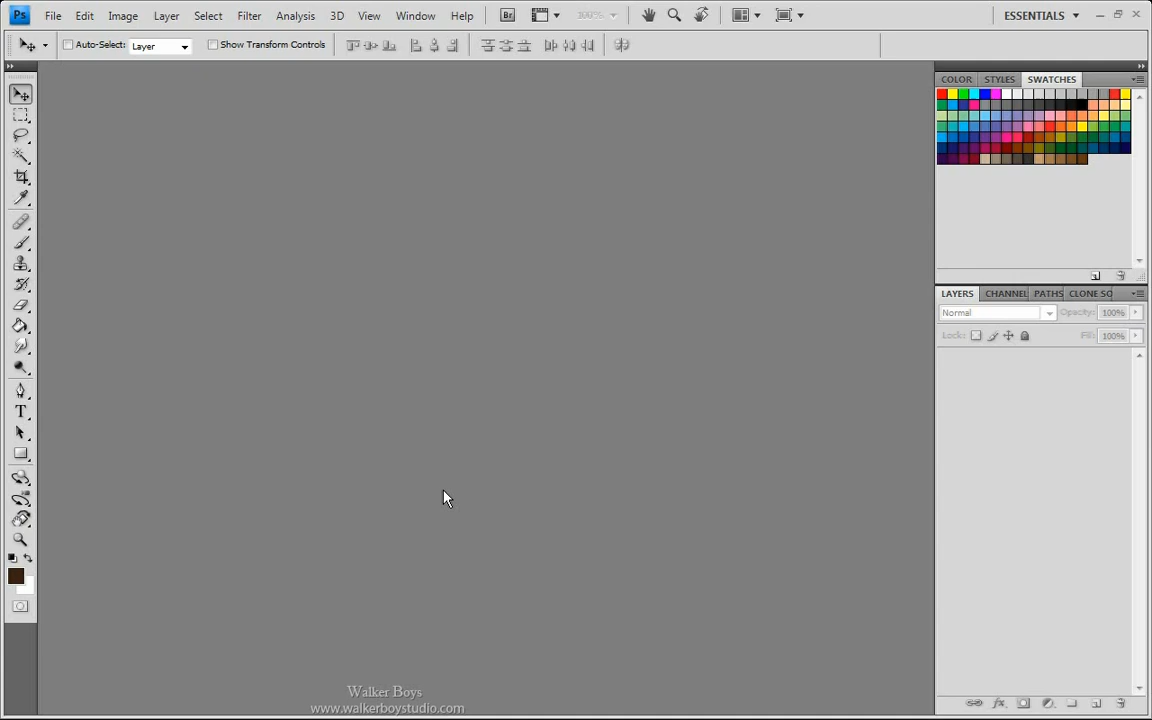 Ps File Edit Image Layer Select Filter Analysis 3D View Window Help Br 100% ESSENTIALS
Auto-Select: Layer Show Transform Controls
COLOR STYLES SWATCHES
LAYERS CHANNEL PATHS CLONE SO
Normal Opacity: 100%
Lock: Fill: 100%
T
fx
Walker Boys
www.walkerboystudio.com